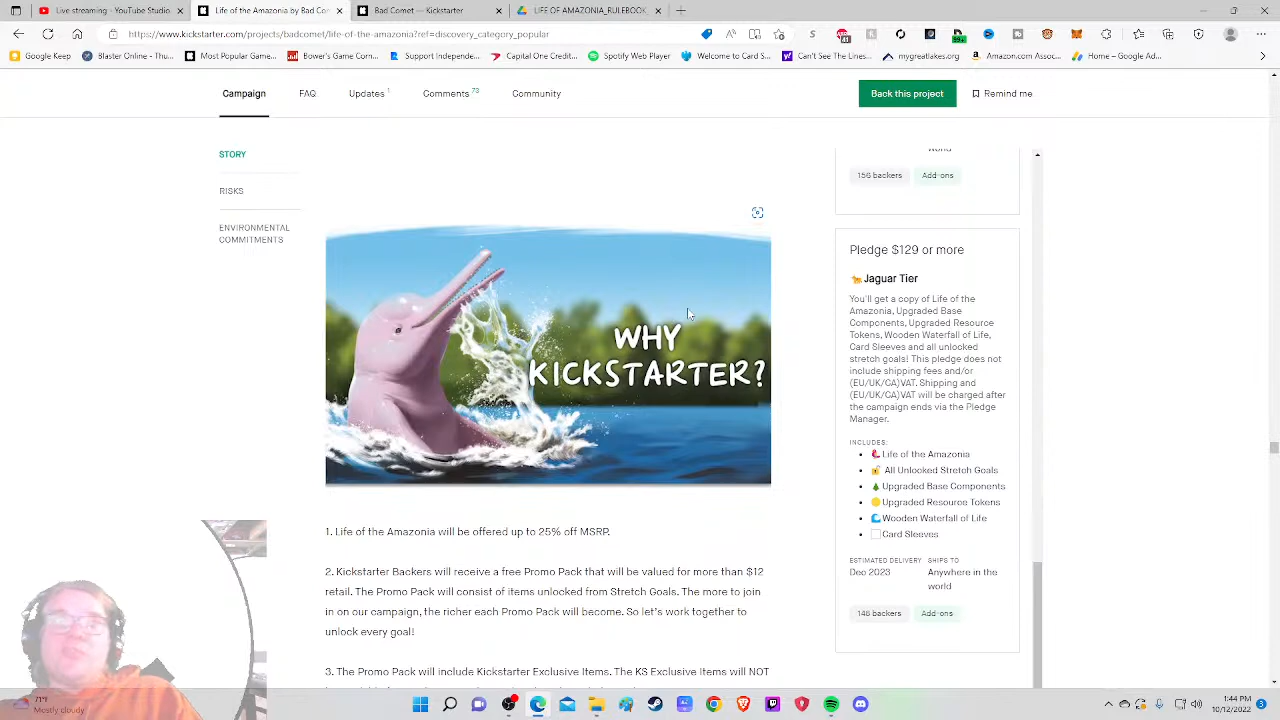 Live streaming - YouTube Studio
Life of the Amazonia by Bad Com
Bad Comet — Kickstarter
LIFE OF AMAZONIA_RULEBOOK
https://www.kickstarter.com/projects/badcomet/life-of-the-amazonia?ref=discovery_category_popular
Google Keep
Blaster Under Thund...
Most Popular Game...
Bower's Game Corn...
Support Independe...
Capital One Credit...
Spotify Web Player
Welcome to Card S...
Can't See The Lines...
mygreatlakes.org
Amazon.com Assoc...
Home – Google Ad...
Campaign
FAQ
Updates 1
Comments 73
Community
Back this project
Remind me
STORY
RISKS
ENVIRONMENTAL
COMMITMENTS
WHY
KICKSTARTER?
1. Life of the Amazonia will be offered up to 25% off MSRP.
2. Kickstarter Backers will receive a free Promo Pack that will be valued for more than $12
retail. The Promo Pack will consist of items unlocked from Stretch Goals. The more to join
in on our campaign, the richer each Promo Pack will become. So let's work together to
unlock every goal!
3. The Promo Pack will include Kickstarter Exclusive Items. The KS Exclusive Items will NOT
world
156 backers
Add-ons
Pledge $129 or more
Jaguar Tier
You'll get a copy of Life of the
Amazonia, Upgraded Base
Components, Upgraded Resource
Tokens, Wooden Waterfall of Life,
Card Sleeves and all unlocked
stretch goals! This pledge does not
include shipping fees and/or
(EU/UK/CA)VAT. Shipping and
(EU/UK/CA)VAT will be charged after
the campaign ends via the Pledge
Manager.
INCLUDES:
Life of the Amazonia
All Unlocked Stretch Goals
Upgraded Base Components
Upgraded Resource Tokens
Wooden Waterfall of Life
Card Sleeves
ESTIMATED DELIVERY
Dec 2023
SHIPS TO
Anywhere in the
world
146 backers
Add-ons
71°F
Mostly cloudy
1:44 PM
10/12/2022